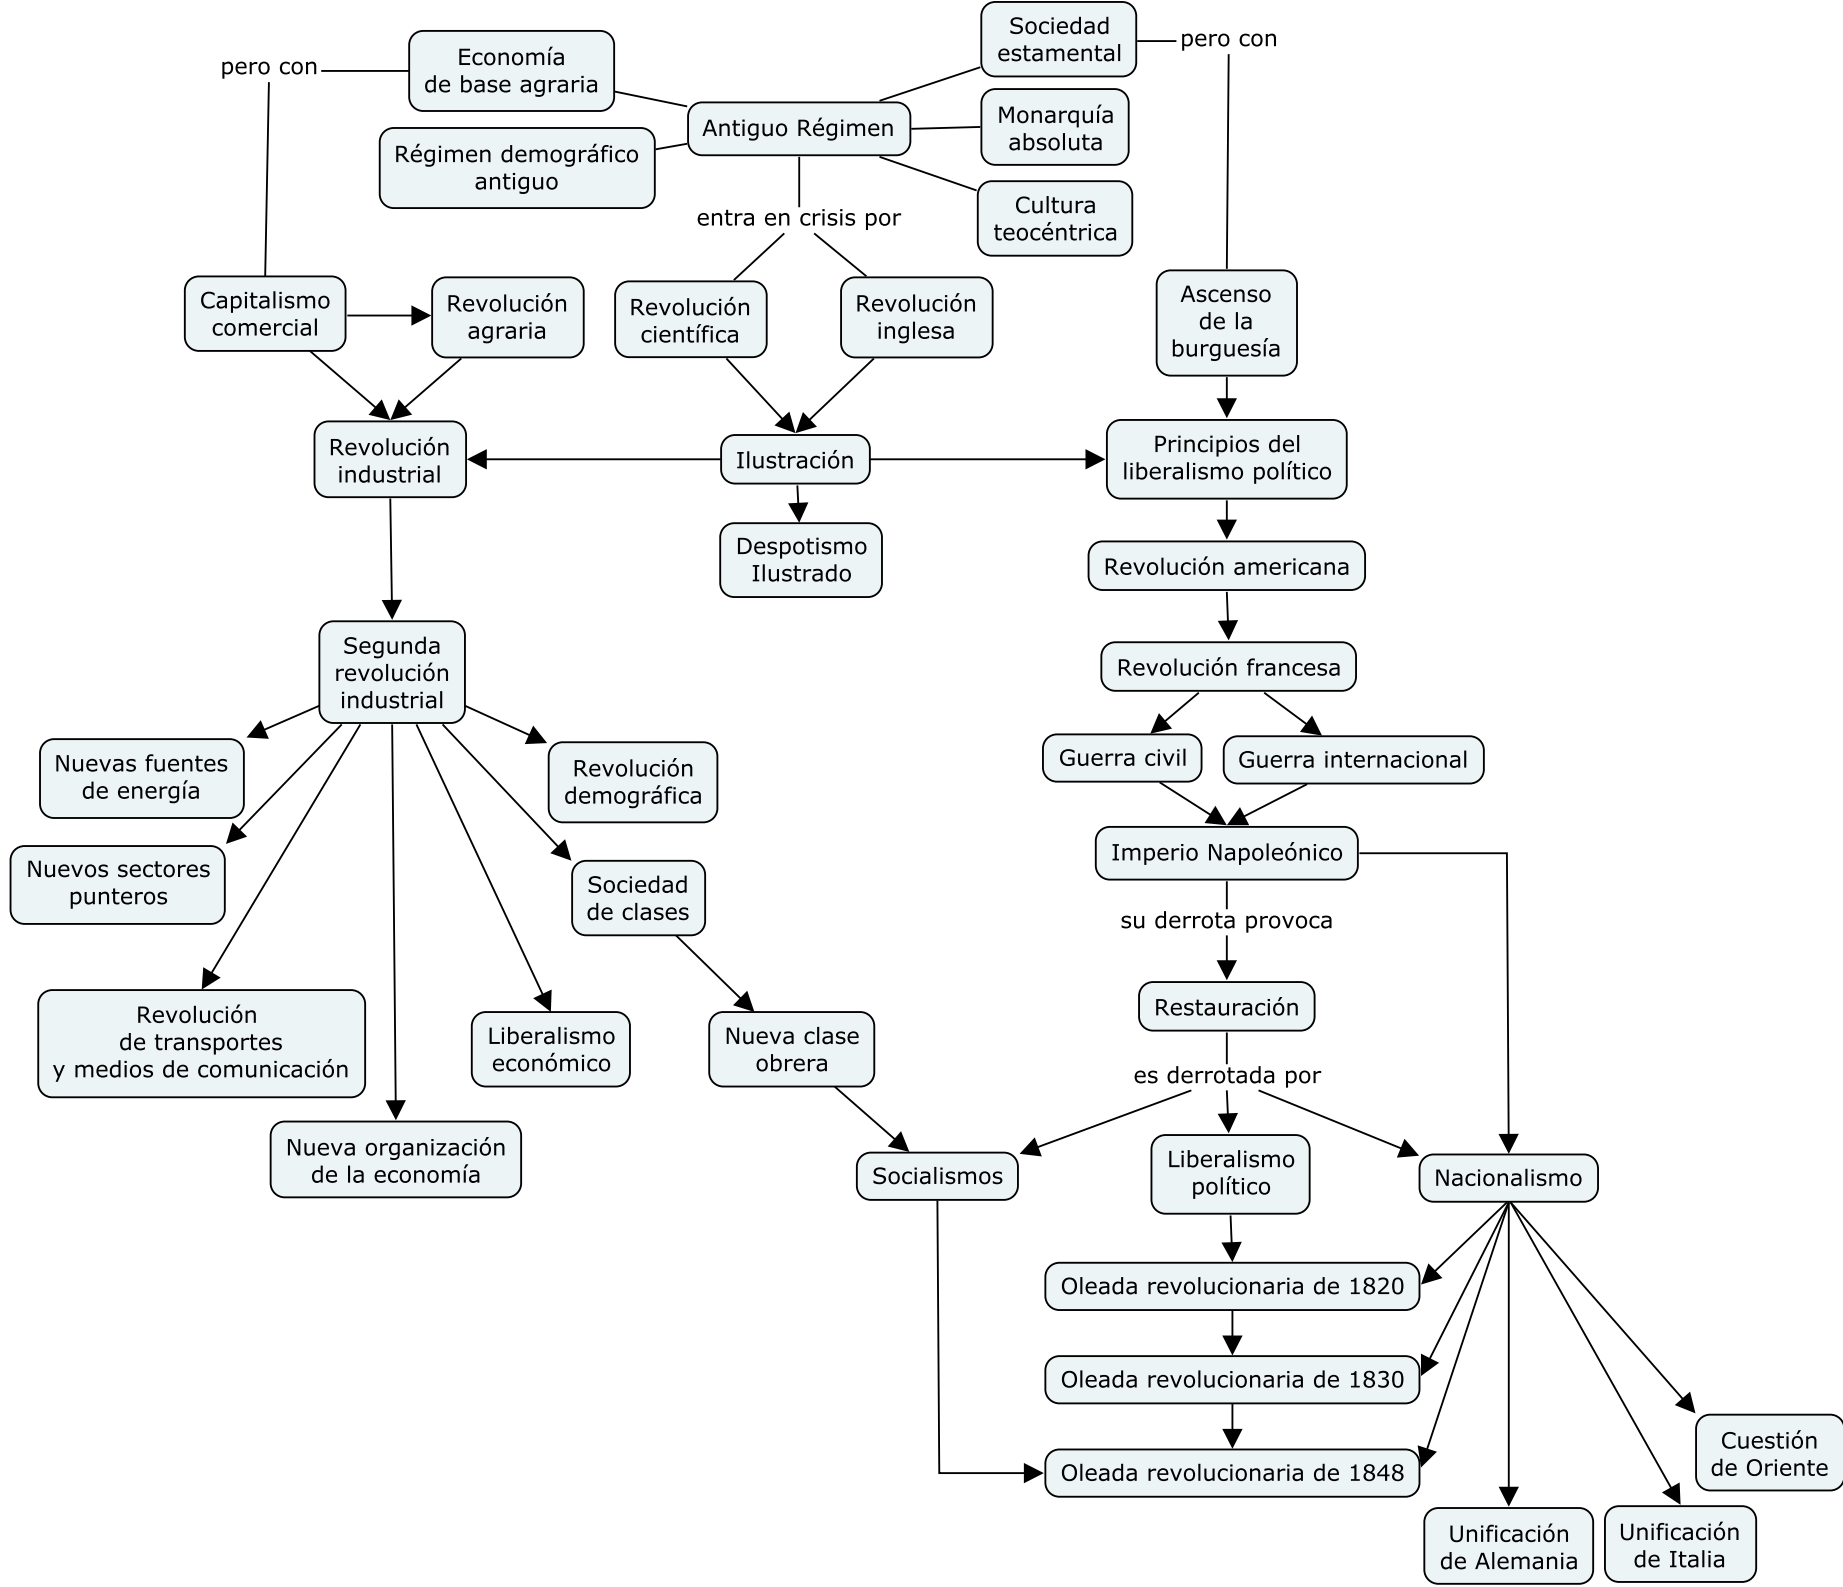 Sociedad
estamental
pero con
Economía
de base agraria
pero con
Antiguo Régimen
Monarquía
absoluta
Régimen demográfico
antiguo
Cultura
teocéntrica
entra en crisis por
Capitalismo
comercial
Revolución
agraria
Revolución
científica
Revolución
inglesa
Ascenso
de la
burguesía
Revolución
industrial
Ilustración
Principios del
liberalismo político
Despotismo
Ilustrado
Revolución americana
Segunda
revolución
industrial
Revolución francesa
Nuevas fuentes
de energía
Revolución
demográfica
Guerra civil
Guerra internacional
Nuevos sectores
punteros
Sociedad
de clases
Imperio Napoleónico
su derrota provoca
Restauración
Revolución
de transportes
y medios de comunicación
Liberalismo
económico
Nueva clase
obrera
es derrotada por
Nueva organización
de la economía
Socialismos
Liberalismo
político
Nacionalismo
Oleada revolucionaria de 1820
Oleada revolucionaria de 1830
Oleada revolucionaria de 1848
Cuestión
de Oriente
Unificación
de Alemania
Unificación
de Italia